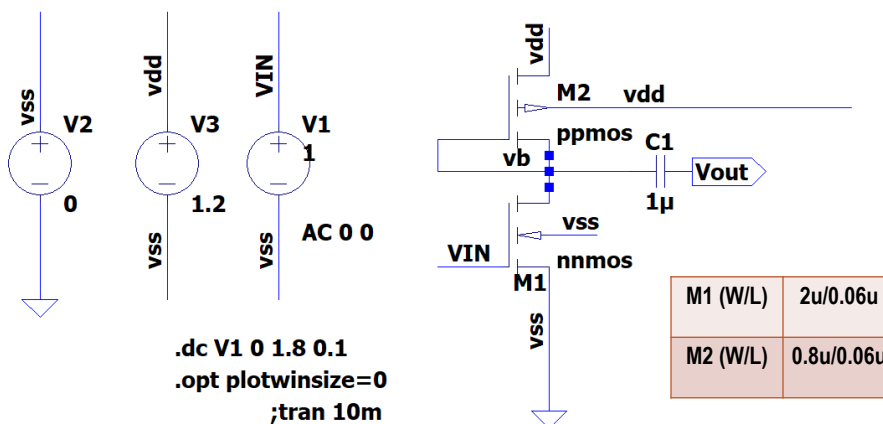 vss
V2
0
vdd
V3
1.2
vss
VIN
V1
1
AC 0 0
vss
.dc V1 0 1.8 0.1
.opt plotwinsize=0
;tran 10m
vdd
M2
vdd
ppmos
vb
C1
1µ
Vout
VIN
vss
nnmos
M1
vss
M1 (W/L) 2u/0.06u
M2 (W/L) 0.8u/0.06u